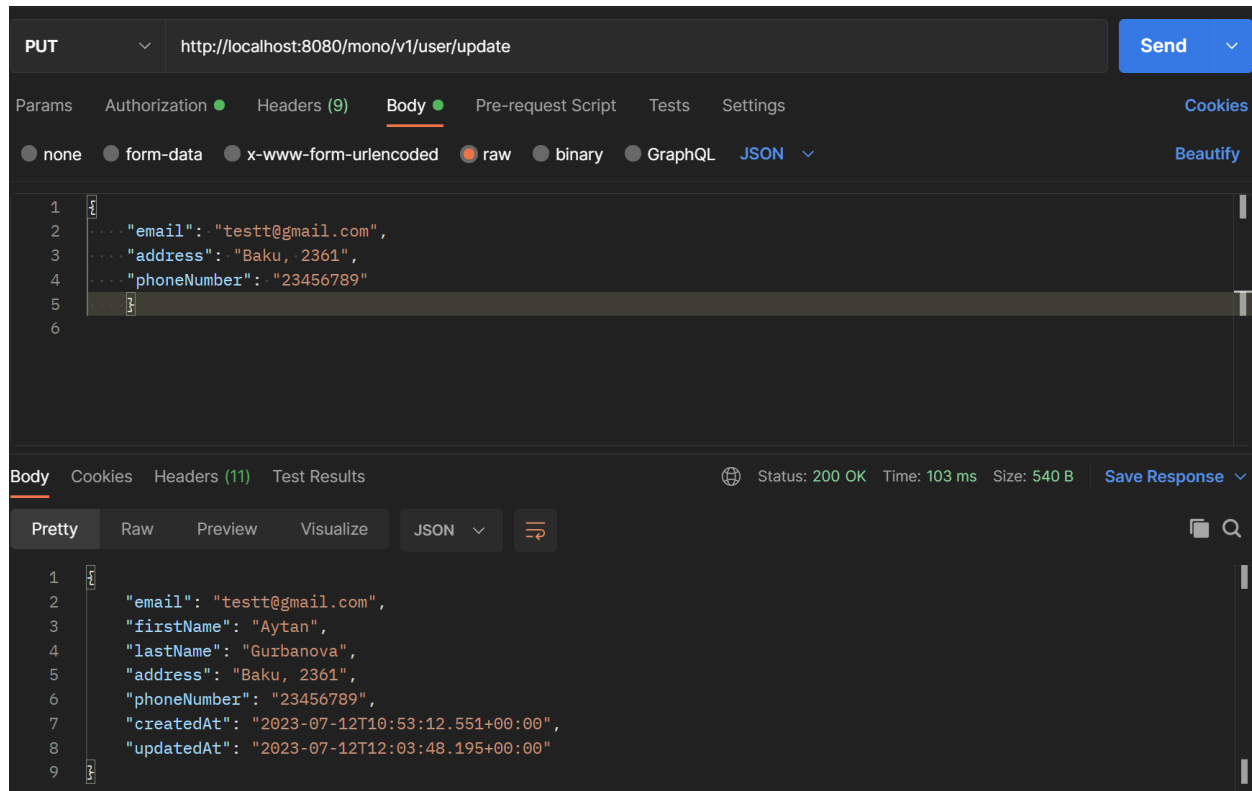 PUT http://localhost:8080/mono/v1/user/update Send
Params Authorization Headers (9) Body Pre-request Script Tests Settings Cookies
none form-data x-www-form-urlencoded raw binary GraphQL JSON Beautify
1 {
2 "email": "testt@gmail.com",
3 "address": "Baku, 2361",
4 "phoneNumber": "23456789"
5 }
6
Body Cookies Headers (11) Test Results Status: 200 OK Time: 103 ms Size: 540 B Save Response
Pretty Raw Preview Visualize JSON
1 {
2 "email": "testt@gmail.com",
3 "firstName": "Aytan",
4 "lastName": "Gurbanova",
5 "address": "Baku, 2361",
6 "phoneNumber": "23456789",
7 "createdAt": "2023-07-12T10:53:12.551+00:00",
8 "updatedAt": "2023-07-12T12:03:48.195+00:00"
9 }